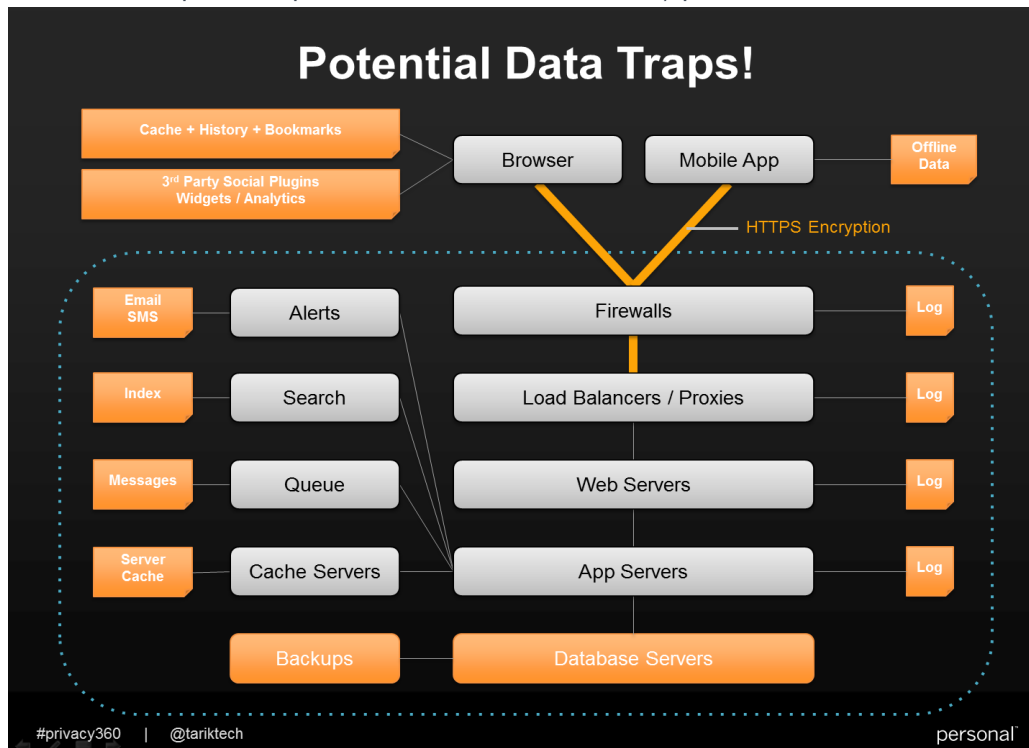 Potential Data Traps!
Cache + History + Bookmarks
3rd Party Social Plugins
Widgets / Analytics
Browser
Mobile App
Offline
Data
HTTPS Encryption
Email
SMS
Alerts
Firewalls
Log
Index
Search
Load Balancers / Proxies
Log
Messages
Queue
Web Servers
Log
Server
Cache
Cache Servers
App Servers
Log
Backups
Database Servers
#privacy360 | @tariktech
personal™